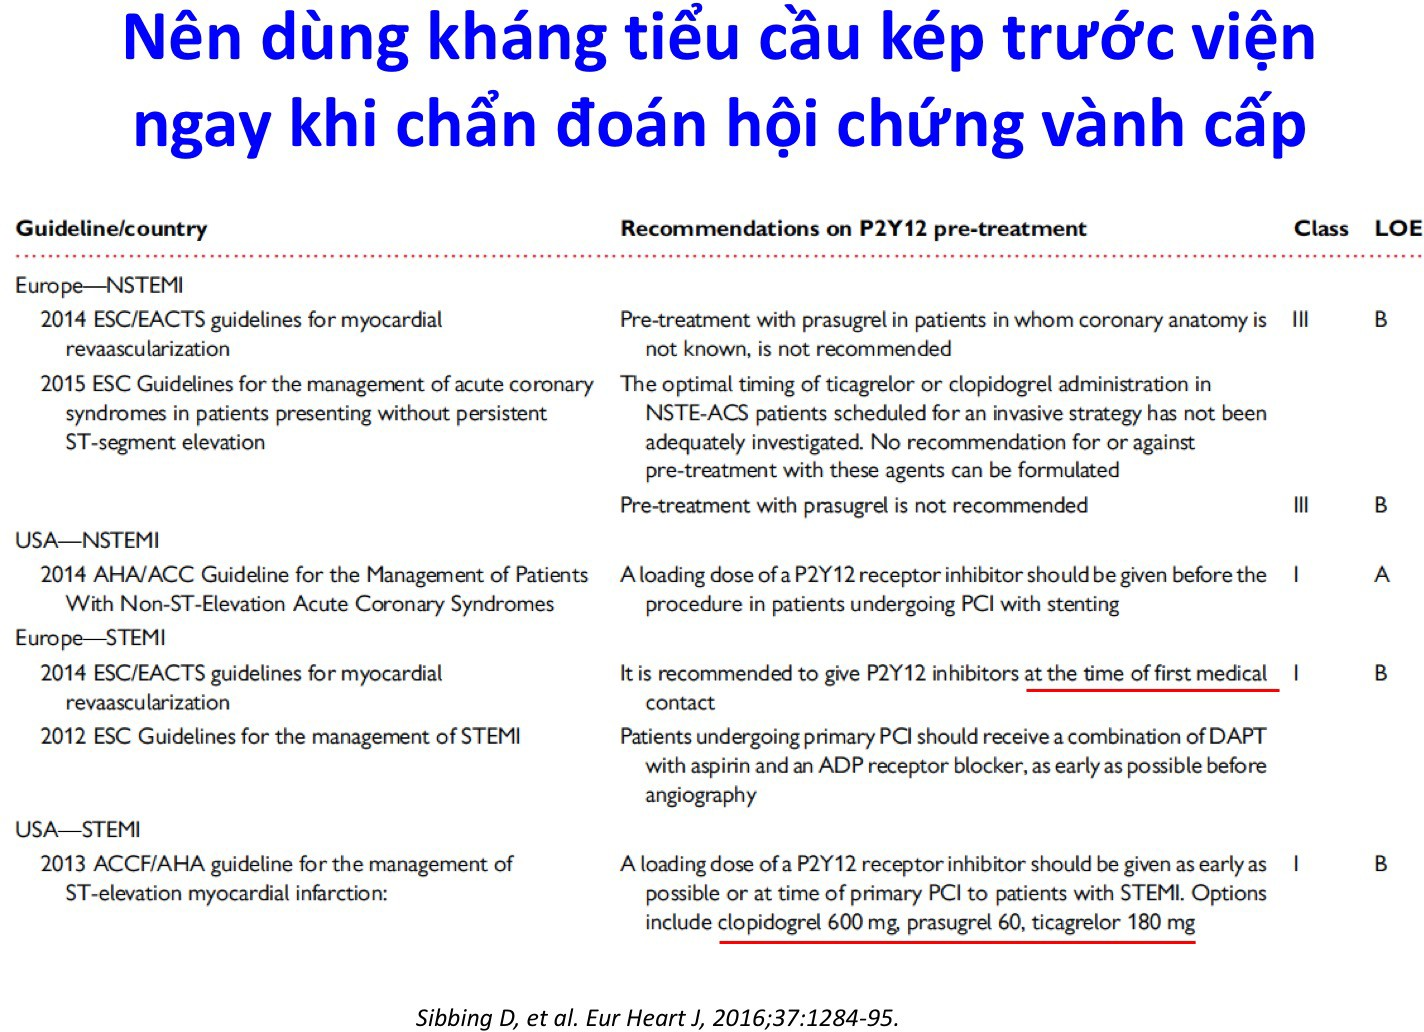 Nên dùng kháng tiểu cầu kép trước viện
ngay khi chẩn đoán hội chứng vành cấp
Guideline/country Recommendations on P2Y12 pre-treatment Class LOE
Europe—NSTEMI
2014 ESC/EACTS guidelines for myocardial Pre-treatment with prasugrel in patients in whom coronary anatomy is III B
revaascularization not known, is not recommended
2015 ESC Guidelines for the management of acute coronary The optimal timing of ticagrelor or clopidogrel administration in
syndromes in patients presenting without persistent NSTE-ACS patients scheduled for an invasive strategy has not been
ST-segment elevation adequately investigated. No recommendation for or against
pre-treatment with these agents can be formulated
Pre-treatment with prasugrel is not recommended III B
USA—NSTEMI
2014 AHA/ACC Guideline for the Management of Patients A loading dose of a P2Y12 receptor inhibitor should be given before the I A
With Non-ST-Elevation Acute Coronary Syndromes procedure in patients undergoing PCI with stenting
Europe—STEMI
2014 ESC/EACTS guidelines for myocardial It is recommended to give P2Y12 inhibitors at the time of first medical I B
revaascularization contact
2012 ESC Guidelines for the management of STEMI Patients undergoing primary PCI should receive a combination of DAPT
with aspirin and an ADP receptor blocker, as early as possible before
angiography
USA—STEMI
2013 ACCF/AHA guideline for the management of A loading dose of a P2Y12 receptor inhibitor should be given as early as I B
ST-elevation myocardial infarction: possible or at time of primary PCI to patients with STEMI. Options
include clopidogrel 600 mg, prasugrel 60, ticagrelor 180 mg
Sibbing D, et al. Eur Heart J, 2016;37:1284-95.